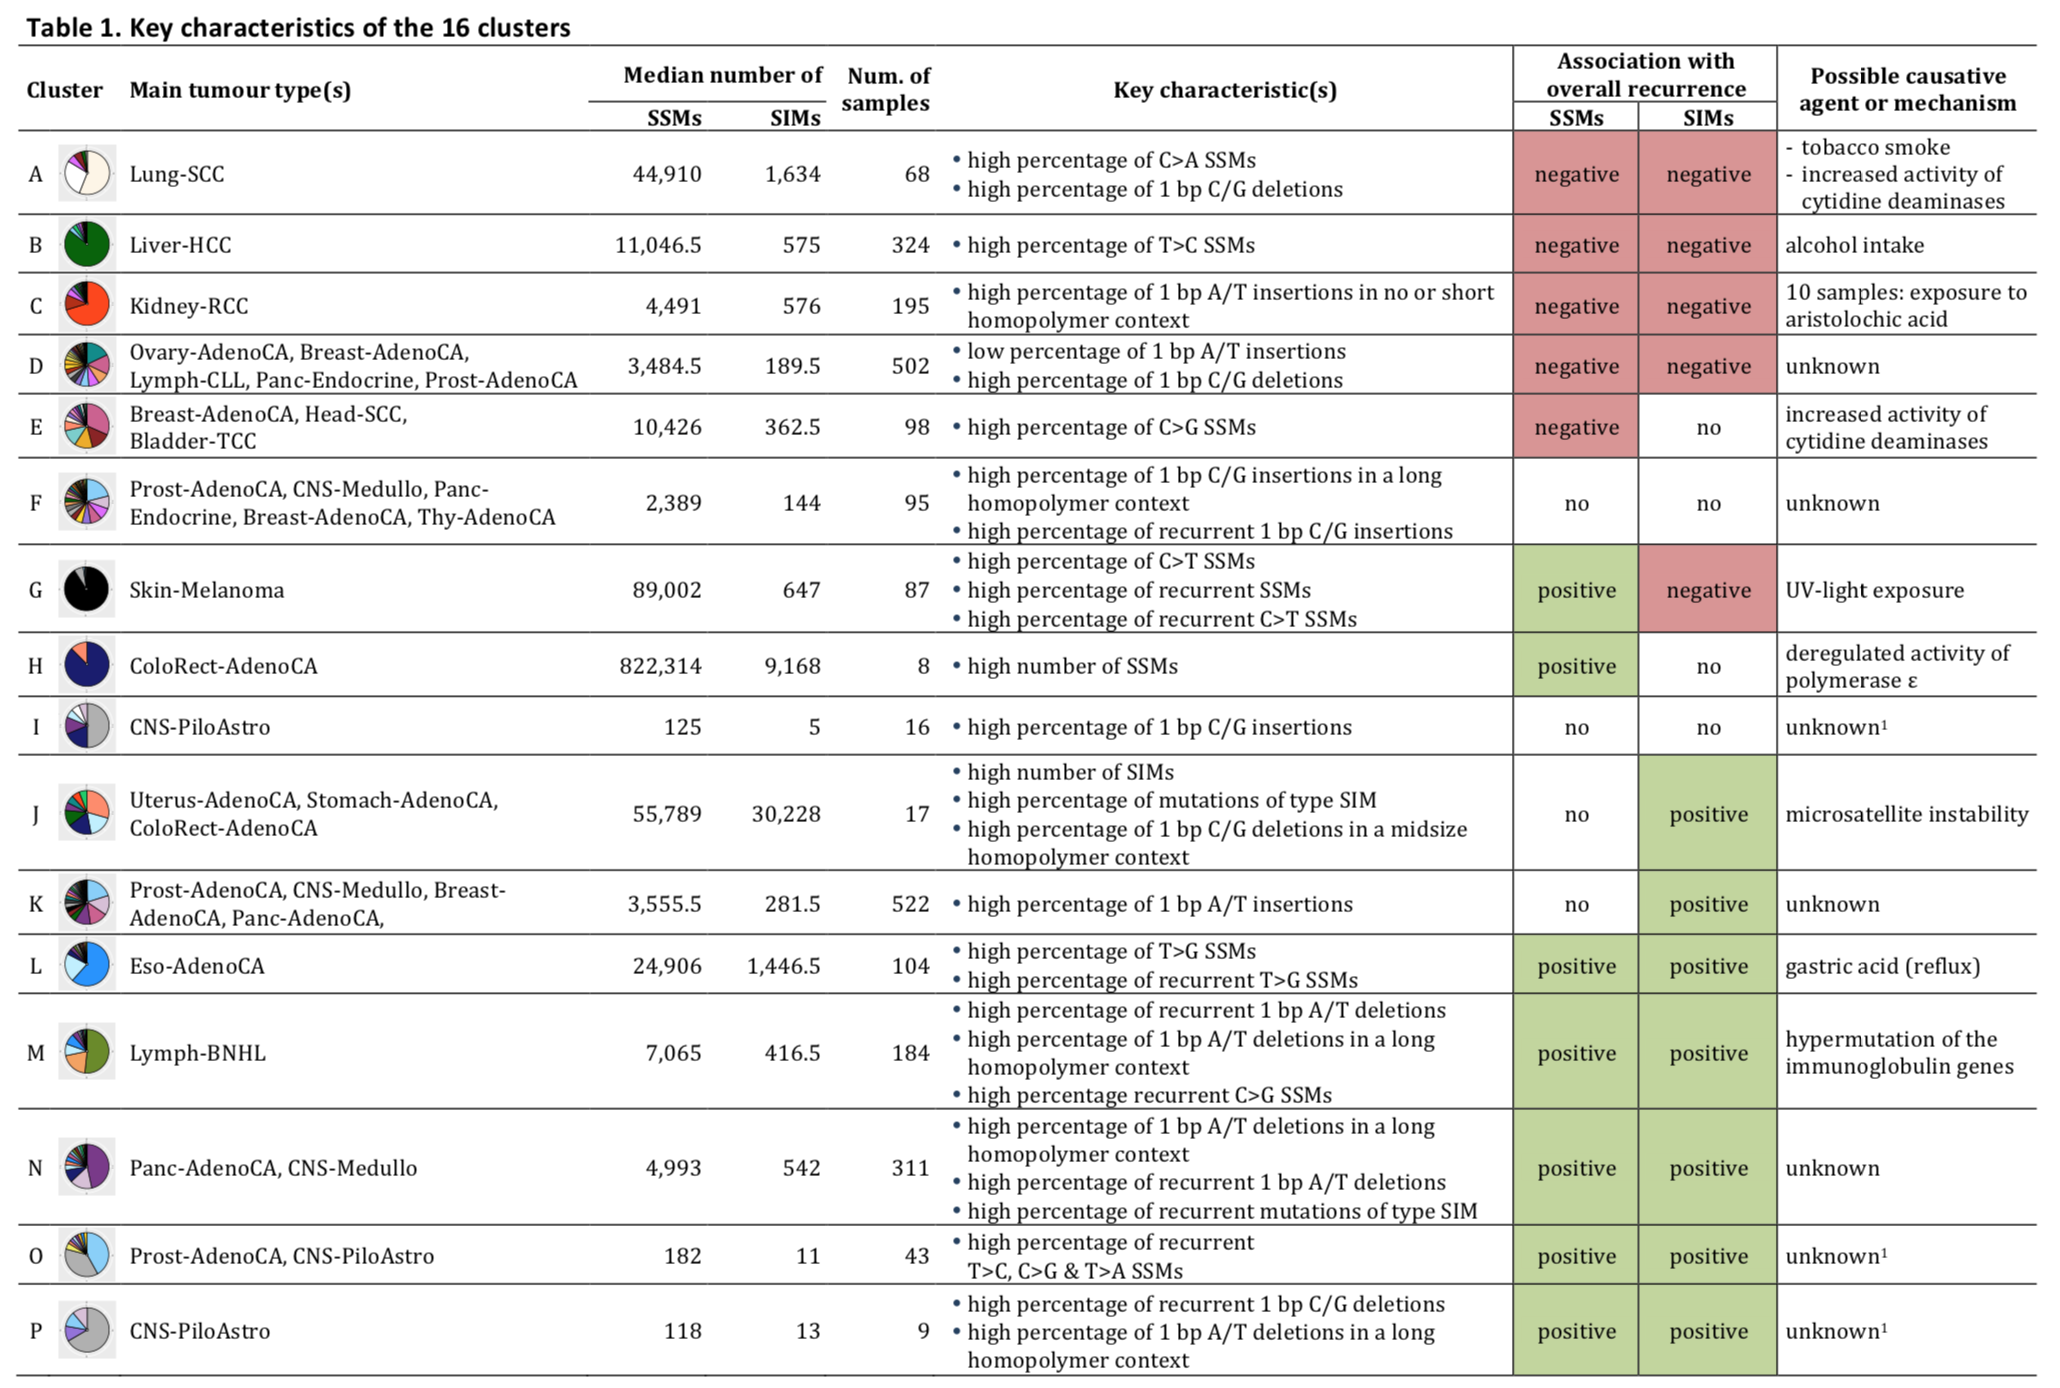 Table 1. Key characteristics of the 16 clusters
Cluster Main tumour type(s) Median number of Num. of samples Key characteristic(s) Association with overall recurrence Possible causative agent or mechanism
SSMs SIMs SSMs SIMs
A Lung-SCC 44,910 1,634 68 • high percentage of C>A SSMs negative negative - tobacco smoke
• high percentage of 1 bp C/G deletions - increased activity of
cytidine deaminases
B Liver-HCC 11,046.5 575 324 • high percentage of T>C SSMs negative negative alcohol intake
C Kidney-RCC 4,491 576 195 • high percentage of 1 bp A/T insertions in no or short negative negative 10 samples: exposure to
homopolymer context aristolochic acid
D Ovary-AdenoCA, Breast-AdenoCA, 3,484.5 189.5 502 • low percentage of 1 bp A/T insertions negative negative unknown
Lymph-CLL, Panc-Endocrine, Prost-AdenoCA • high percentage of 1 bp C/G deletions
E Breast-AdenoCA, Head-SCC, 10,426 362.5 98 • high percentage of C>G SSMs negative no increased activity of
Bladder-TCC cytidine deaminases
F Prost-AdenoCA, CNS-Medullo, Panc- 2,389 144 95 • high percentage of 1 bp C/G insertions in a long no no unknown
Endocrine, Breast-AdenoCA, Thy-AdenoCA homopolymer context
• high percentage of recurrent 1 bp C/G insertions
G Skin-Melanoma 89,002 647 87 • high percentage of C>T SSMs positive negative UV-light exposure
• high percentage of recurrent SSMs
• high percentage of recurrent C>T SSMs
H ColoRect-AdenoCA 822,314 9,168 8 • high number of SSMs positive no deregulated activity of
polymerase ε
I CNS-PiloAstro 125 5 16 • high percentage of 1 bp C/G insertions no no unknown¹
J Uterus-AdenoCA, Stomach-AdenoCA, 55,789 30,228 17 • high number of SIMs no positive microsatellite instability
ColoRect-AdenoCA • high percentage of mutations of type SIM
• high percentage of 1 bp C/G deletions in a midsize
homopolymer context
K Prost-AdenoCA, CNS-Medullo, Breast- 3,555.5 281.5 522 • high percentage of 1 bp A/T insertions no positive unknown
AdenoCA, Panc-AdenoCA,
L Eso-AdenoCA 24,906 1,446.5 104 • high percentage of T>G SSMs positive positive gastric acid (reflux)
• high percentage of recurrent T>G SSMs
M Lymph-BNHL 7,065 416.5 184 • high percentage of recurrent 1 bp A/T deletions positive positive hypermutation of the
• high percentage of 1 bp A/T deletions in a long immunoglobulin genes
homopolymer context
• high percentage recurrent C>G SSMs
N Panc-AdenoCA, CNS-Medullo 4,993 542 311 • high percentage of 1 bp A/T deletions in a long positive positive unknown
homopolymer context
• high percentage of recurrent 1 bp A/T deletions
• high percentage of recurrent mutations of type SIM
O Prost-AdenoCA, CNS-PiloAstro 182 11 43 • high percentage of recurrent positive positive unknown¹
T>C, C>G & T>A SSMs
P CNS-PiloAstro 118 13 9 • high percentage of recurrent 1 bp C/G deletions positive positive unknown¹
• high percentage of 1 bp A/T deletions in a long
homopolymer context